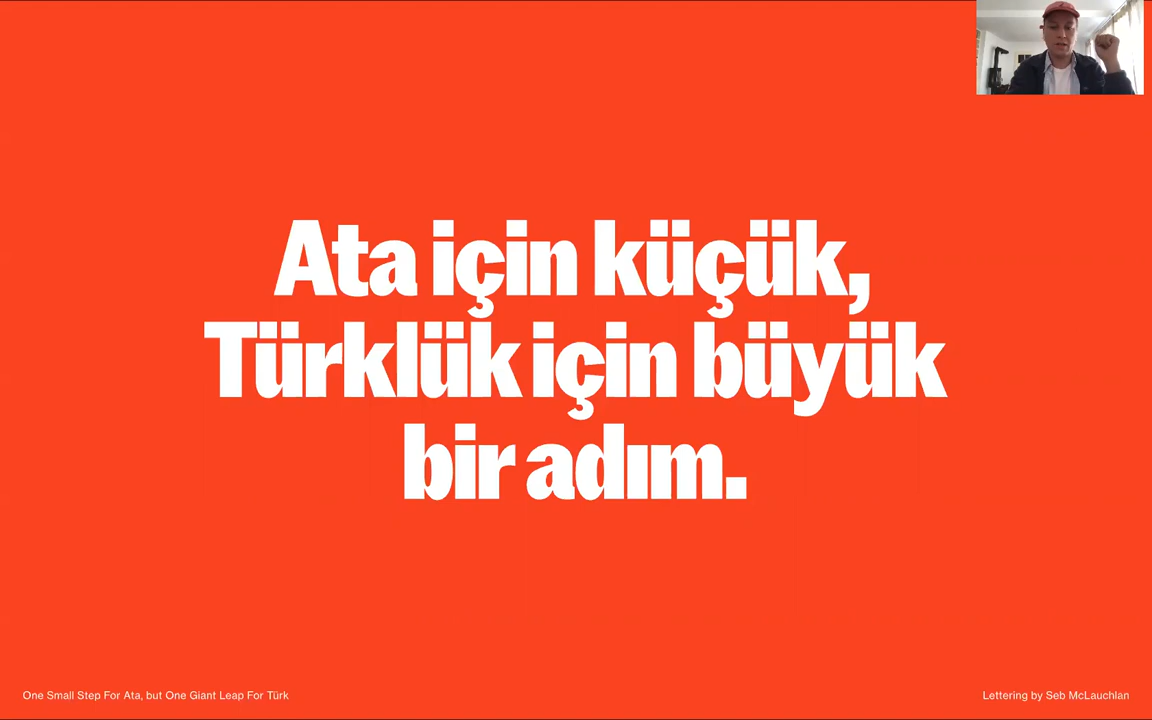 Ata için küçük,
Türklük için büyük
bir adım.
One Small Step For Ata, but One Giant Leap For Türk
Lettering by Seb McLauchlan